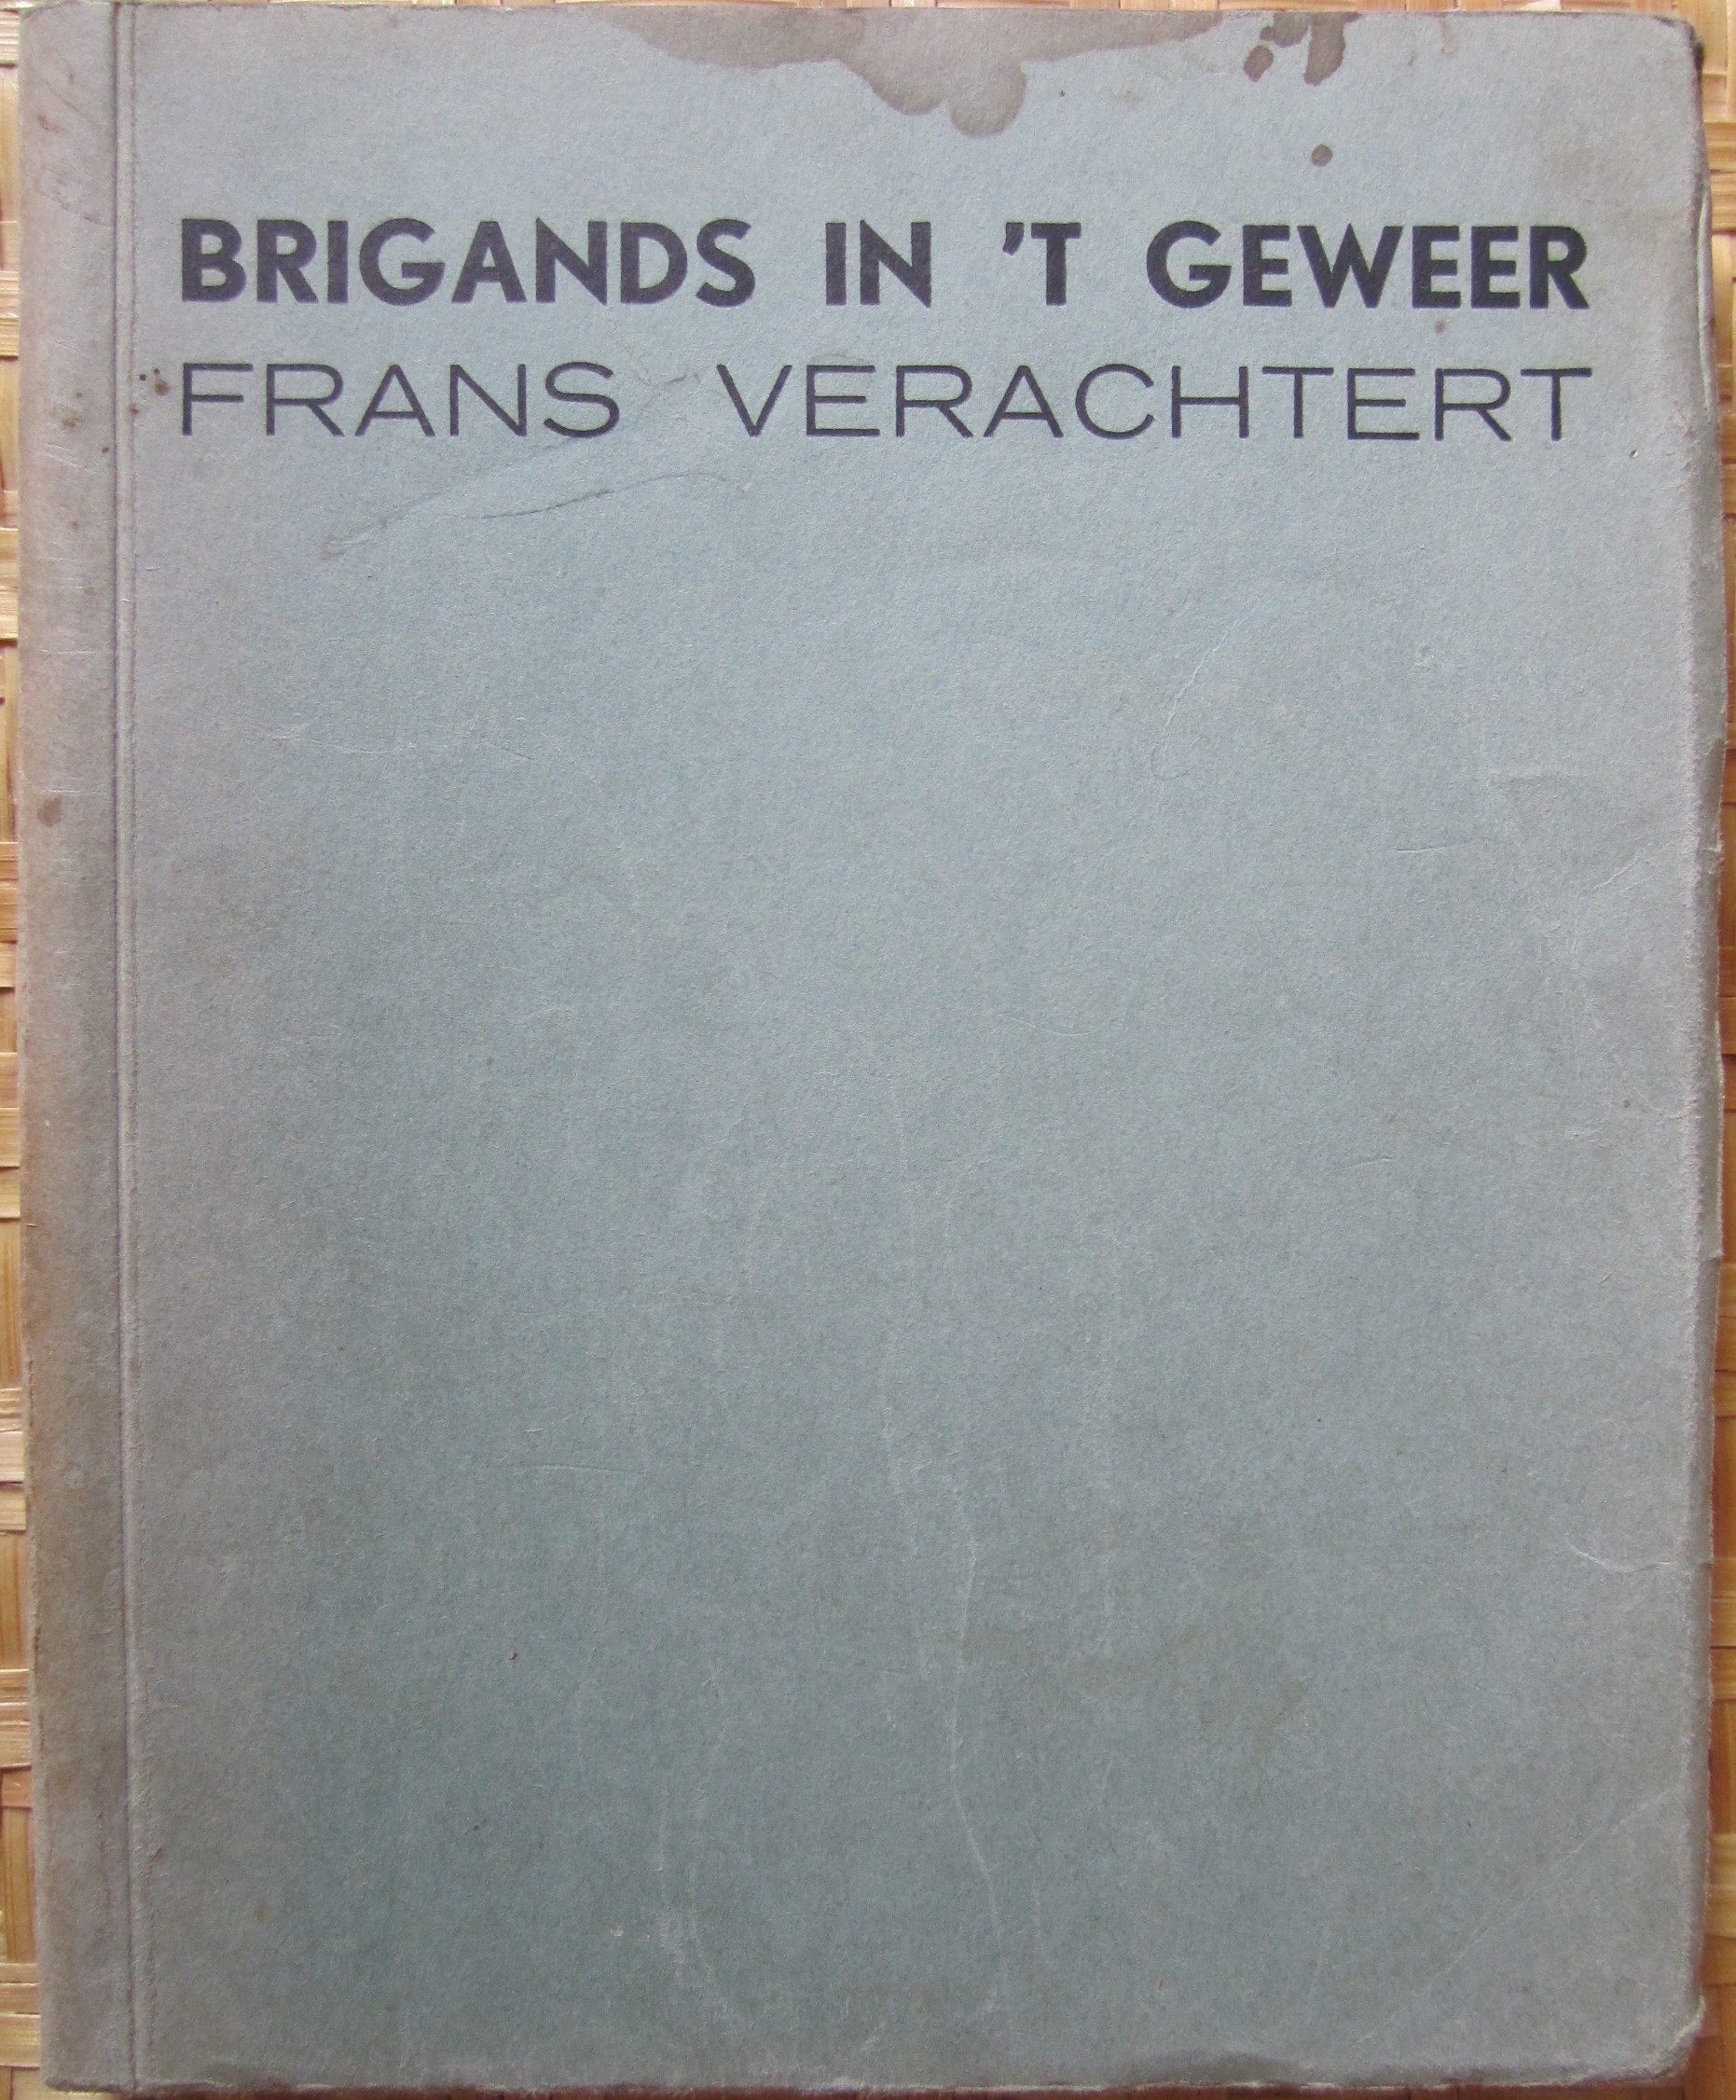 BRIGANDS IN 'T GEWEER
FRANS VERACHTERT